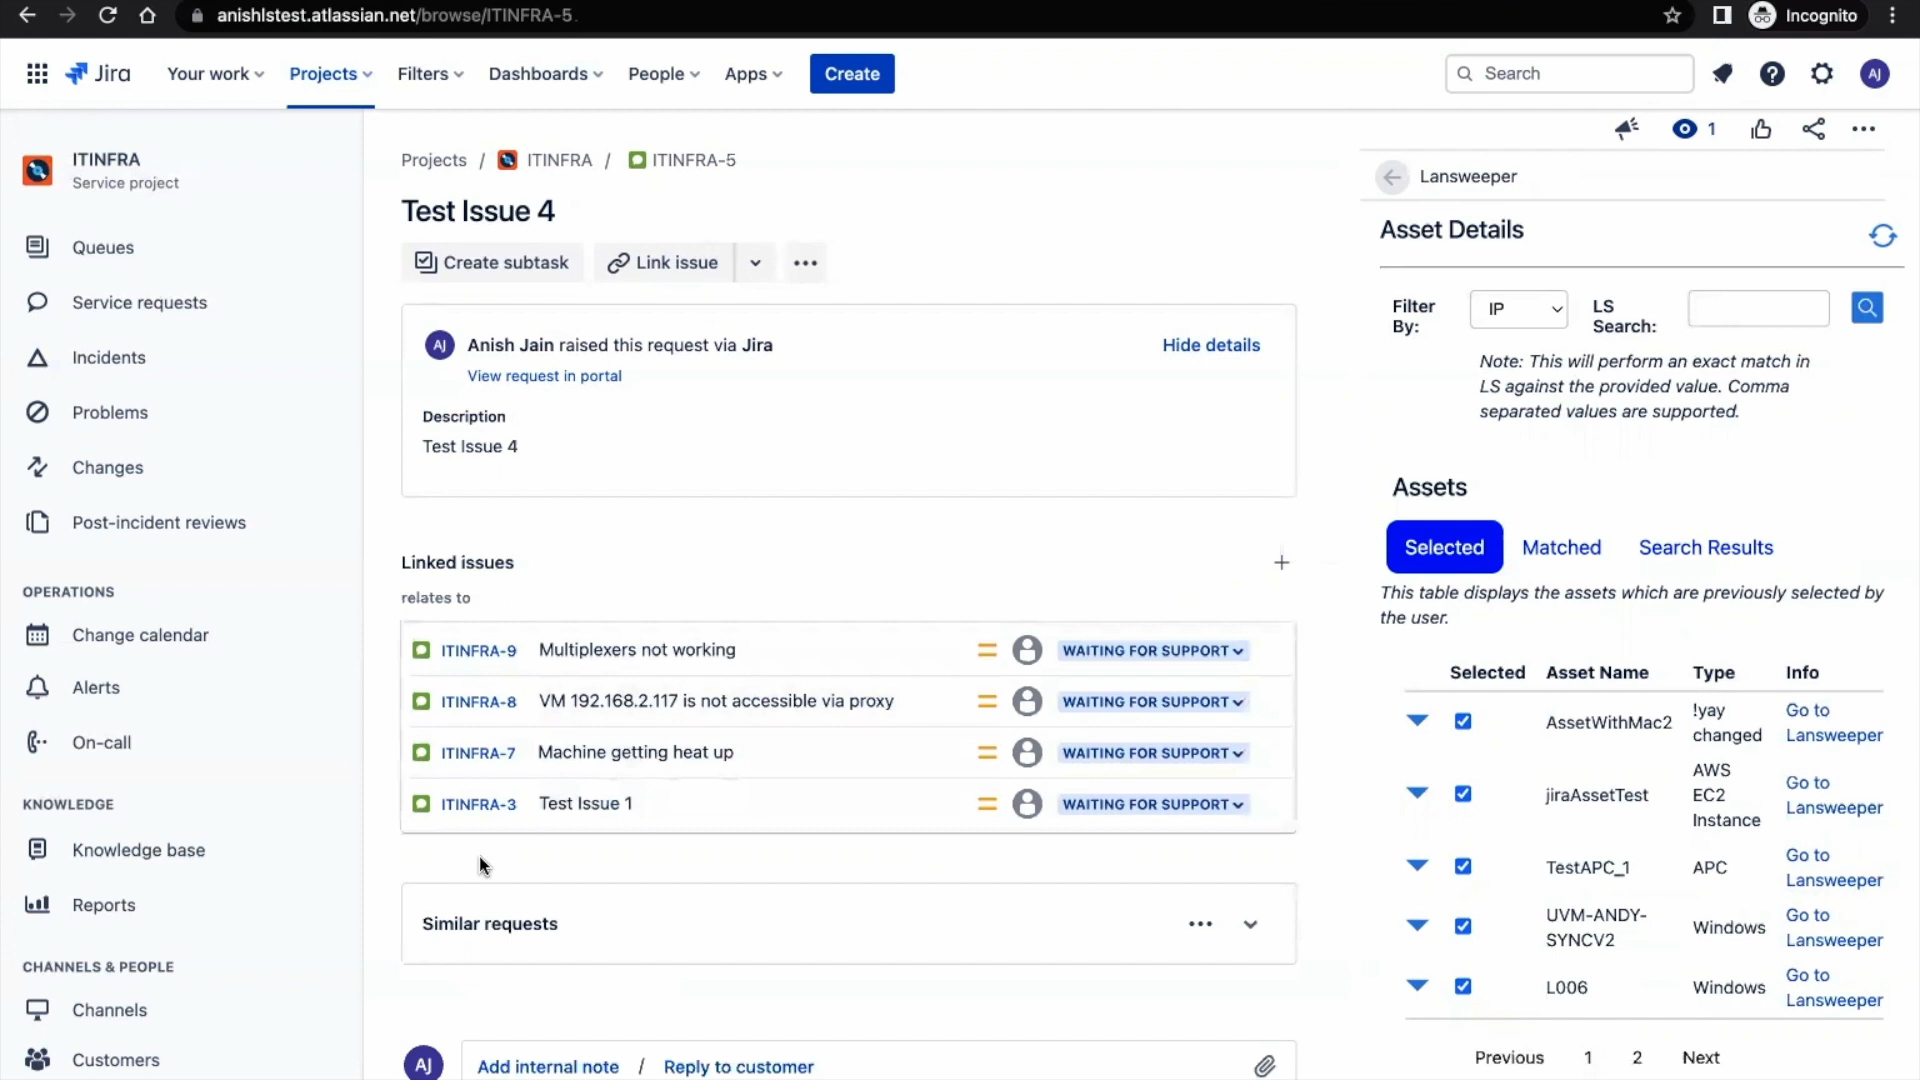 anishlstest.atlassian.net/browse/ITINFRA-5
Incognito
Jira
Your work
Projects
Filters
Dashboards
People
Apps
Create
Search
AJ
ITINFRA
Service project
Queues
Service requests
Incidents
Problems
Changes
Post-incident reviews
OPERATIONS
Change calendar
Alerts
On-call
KNOWLEDGE
Knowledge base
Reports
CHANNELS & PEOPLE
Channels
Customers
Projects / ITINFRA / ITINFRA-5
Test Issue 4
Create subtask
Link issue
AJ
Anish Jain raised this request via Jira
Hide details
View request in portal
Description
Test Issue 4
Linked issues
relates to
ITINFRA-9 Multiplexers not working WAITING FOR SUPPORT
ITINFRA-8 VM 192.168.2.117 is not accessible via proxy WAITING FOR SUPPORT
ITINFRA-7 Machine getting heat up WAITING FOR SUPPORT
ITINFRA-3 Test Issue 1 WAITING FOR SUPPORT
Similar requests
AJ
Add internal note / Reply to customer
1
Lansweeper
Asset Details
Filter
By:
IP
LS
Search:
Note: This will perform an exact match in
LS against the provided value. Comma
separated values are supported.
Assets
Selected
Matched
Search Results
This table displays the assets which are previously selected by
the user.
Selected Asset Name Type Info
AssetWithMac2
!yay
changed
Go to
Lansweeper
jiraAssetTest
AWS
EC2
Instance
Go to
Lansweeper
TestAPC_1
APC
Go to
Lansweeper
UVM-ANDY-
SYNCV2
Windows
Go to
Lansweeper
L006
Windows
Go to
Lansweeper
Previous 1 2 Next